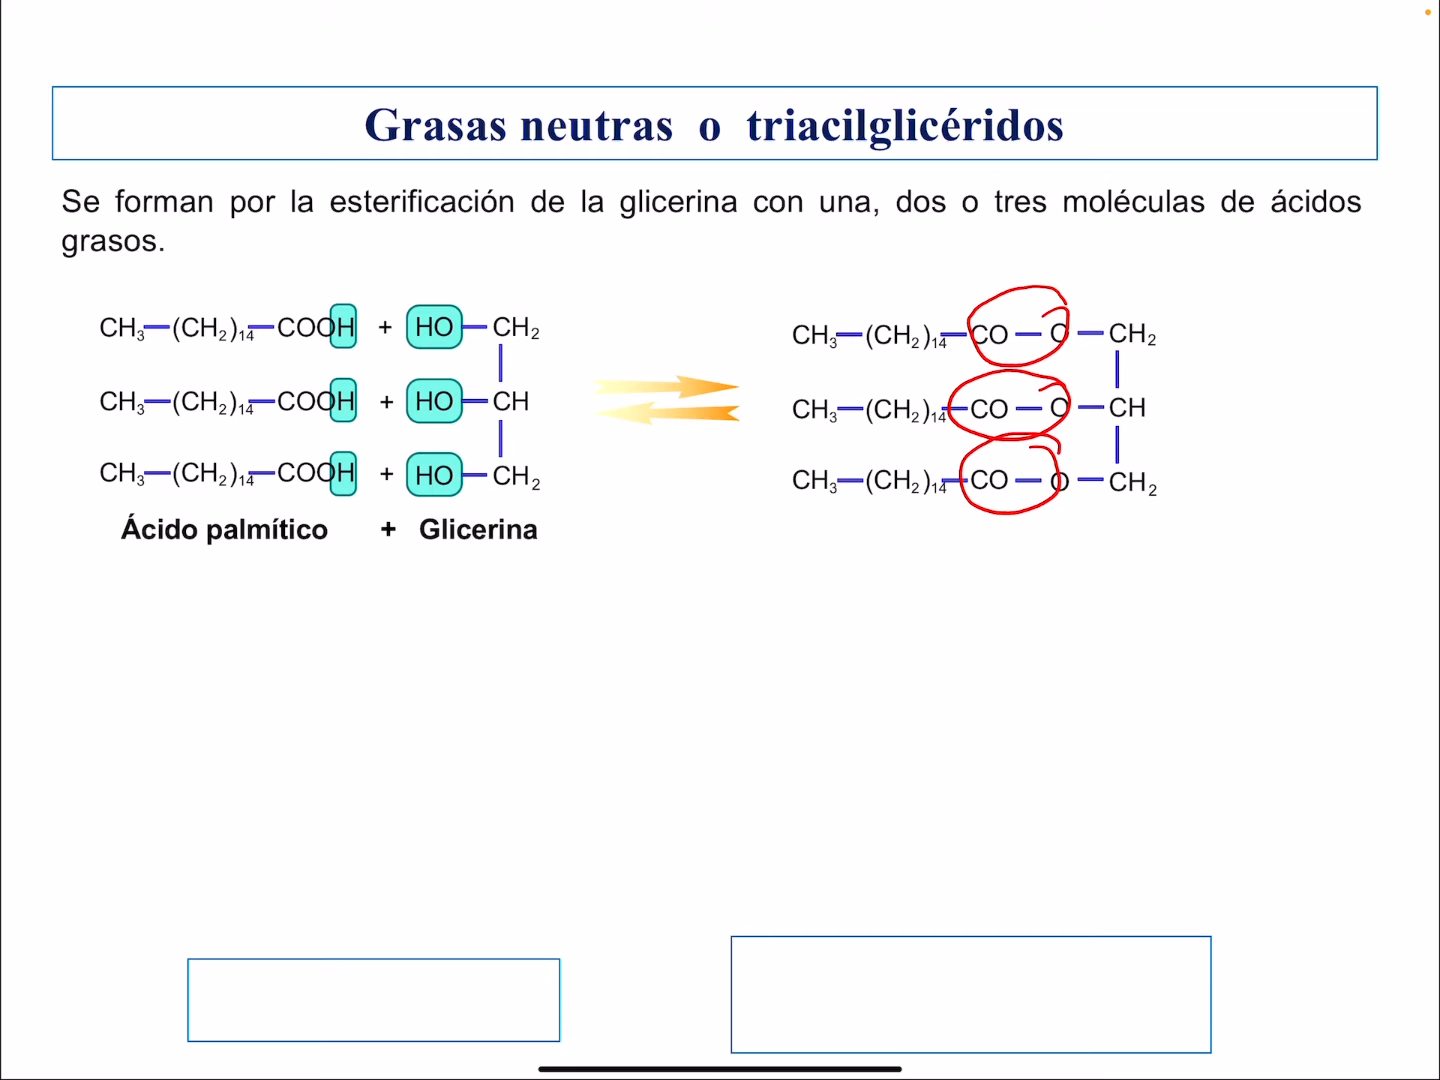 Grasas neutras o triacilglicéridos
Se forman por la esterificación de la glicerina con una, dos o tres moléculas de ácidos
grasos.
CH₃—(CH₂)₁₄—COOH + HO—CH₂
CH₃—(CH₂)₁₄—CO—O—CH₂
CH₃—(CH₂)₁₄—COOH + HO—CH
CH₃—(CH₂)₁₄—CO—O—CH
CH₃—(CH₂)₁₄—COOH + HO—CH₂
CH₃—(CH₂)₁₄—CO—O—CH₂
Ácido palmítico + Glicerina